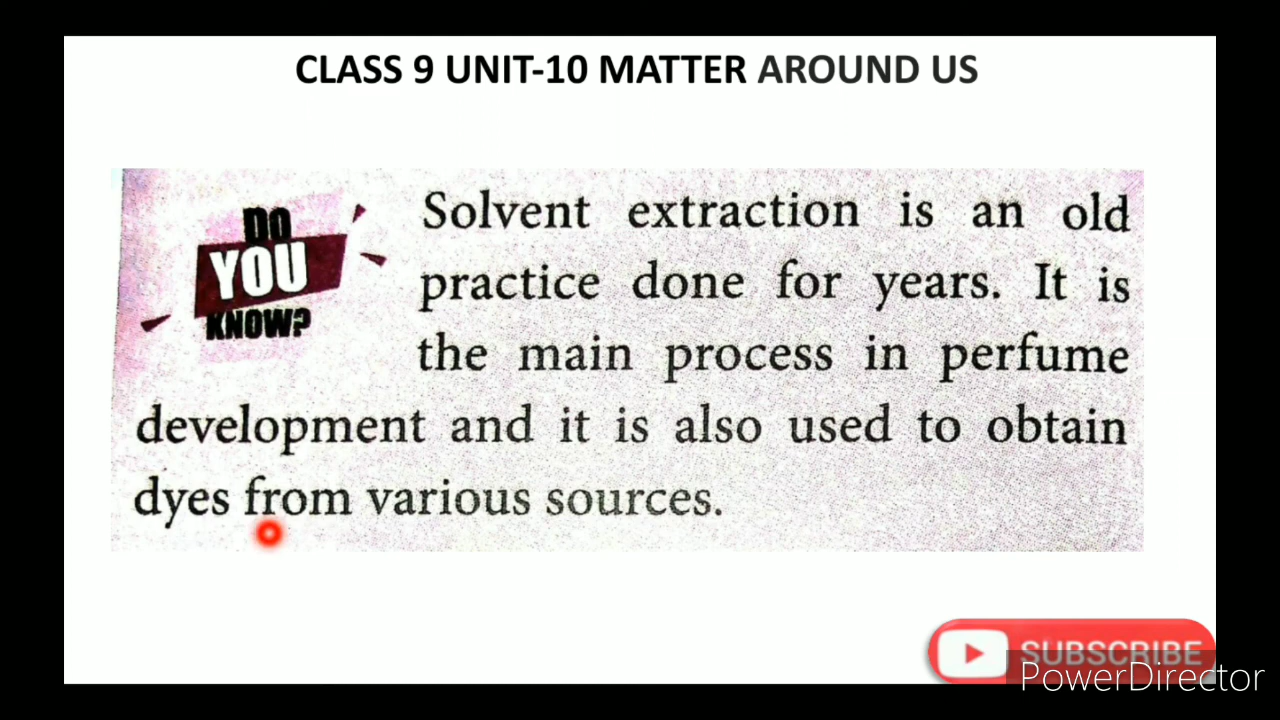 CLASS 9 UNIT-10 MATTER AROUND US
DO
YOU
KNOW?
Solvent extraction is an old
practice done for years. It is
the main process in perfume
development and it is also used to obtain
dyes from various sources.
SUBSCRIBE
PowerDirector